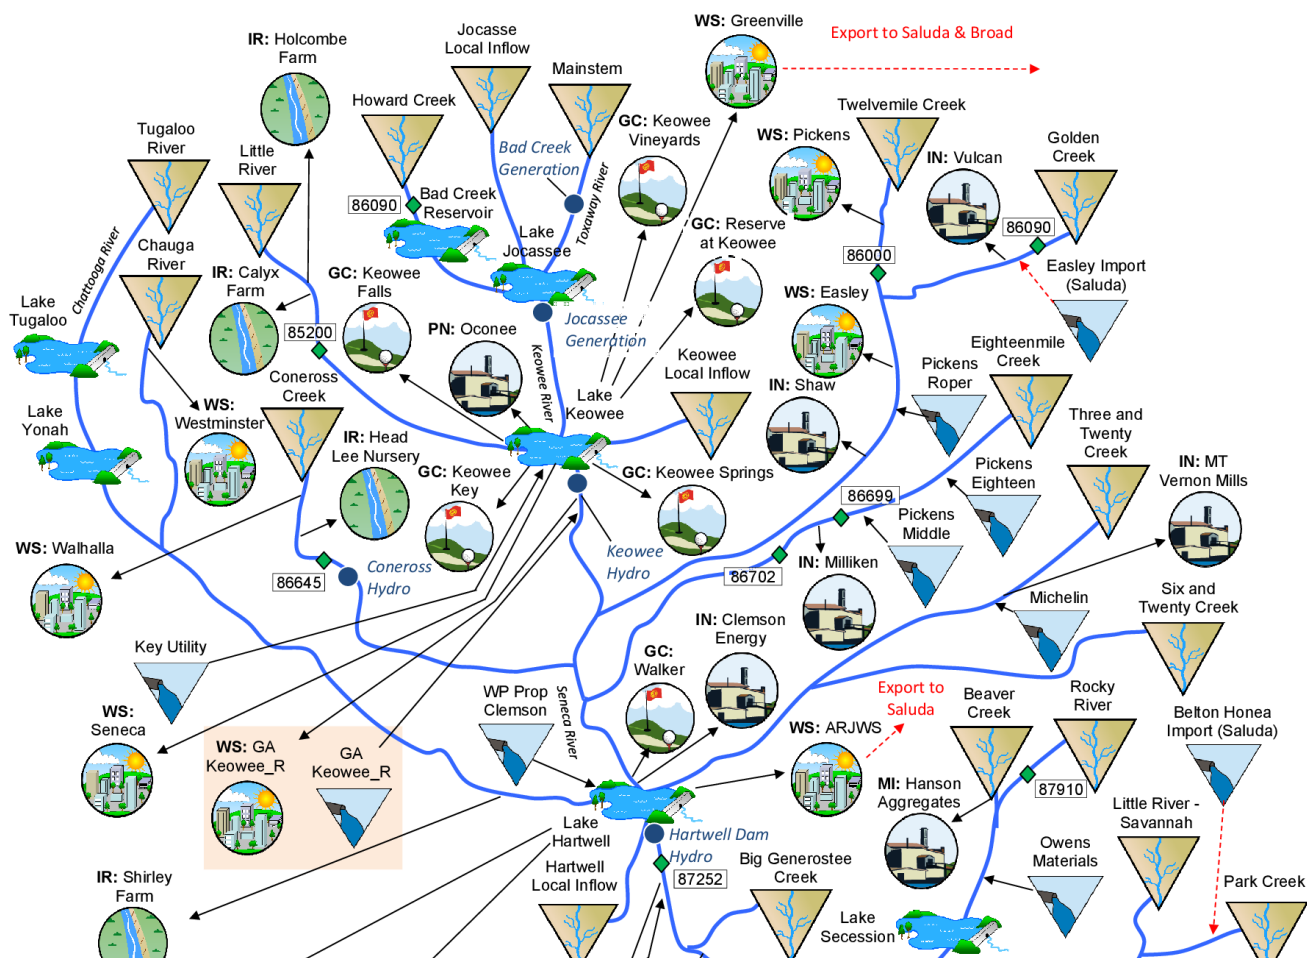 WS: Greenville
Export to Saluda & Broad
IR: Holcombe
Farm
Jocasse
Local Inflow
Mainstem
Howard Creek
GC: Keowee
Vineyards
Twelvemile Creek
WS: Pickens
IN: Vulcan
Golden
Creek
Tugaloo
River
Little
River
Bad Creek
Generation
86090
Bad Creek
Reservoir
Toxaway River
GC: Reserve
at Keowee
86090
Chattooga River
Chauga
River
Lake
Jocassee
86000
Easley Import
(Saluda)
IR: Calyx
Farm
GC: Keowee
Falls
WS: Easley
Lake
Tugaloo
85200
PN: Oconee
Jocassee
Generation
Keowee River
Keowee
Local Inflow
Eighteenmile
Creek
Pickens
Roper
Coneross
Creek
Lake
Keowee
IN: Shaw
Lake
Yonah
WS:
Westminster
Three and
Twenty
Creek
IR: Head
Lee Nursery
GC: Keowee
Key
GC: Keowee Springs
Pickens
Eighteen
IN: MT
Vernon Mills
86699
Pickens
Middle
WS: Walhalla
86645
Coneross
Hydro
Keowee
Hydro
86702
IN: Milliken
Michelin
Six and
Twenty Creek
Key Utility
IN: Clemson
Energy
GC:
Walker
WP Prop
Clemson
Seneca River
Export to
Saluda
Beaver
Creek
Rocky
River
WS:
Seneca
WS: GA
Keowee_R
GA
Keowee_R
WS: ARJWS
Belton Honea
Import (Saluda)
MI: Hanson
Aggregates
87910
Little River -
Savannah
Lake
Hartwell
Hartwell Dam
Hydro
Owens
Materials
Hartwell
Local Inflow
87252
Big Generostee
Creek
IR: Shirley
Farm
Park Creek
Lake
Secession